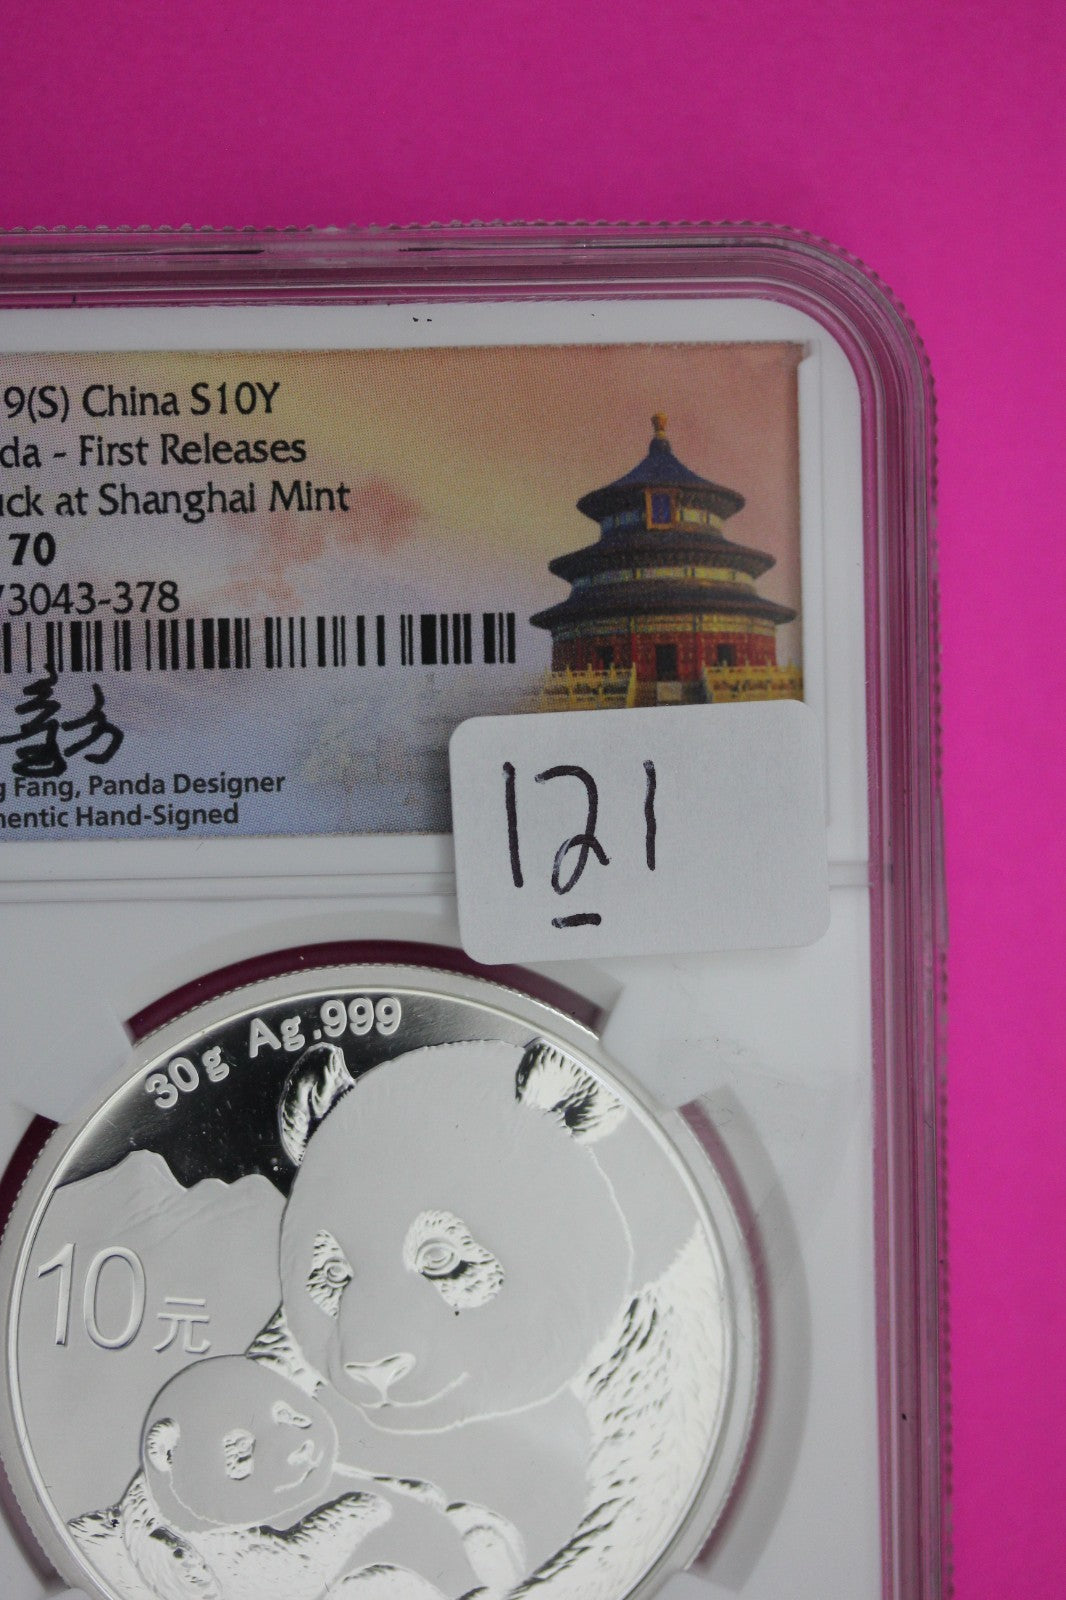 9(S) China S10Y
da - First Releases
uck at Shanghai Mint
70
73043-378
g Fang, Panda Designer
hentic Hand-Signed
121
30g Ag.999
10元